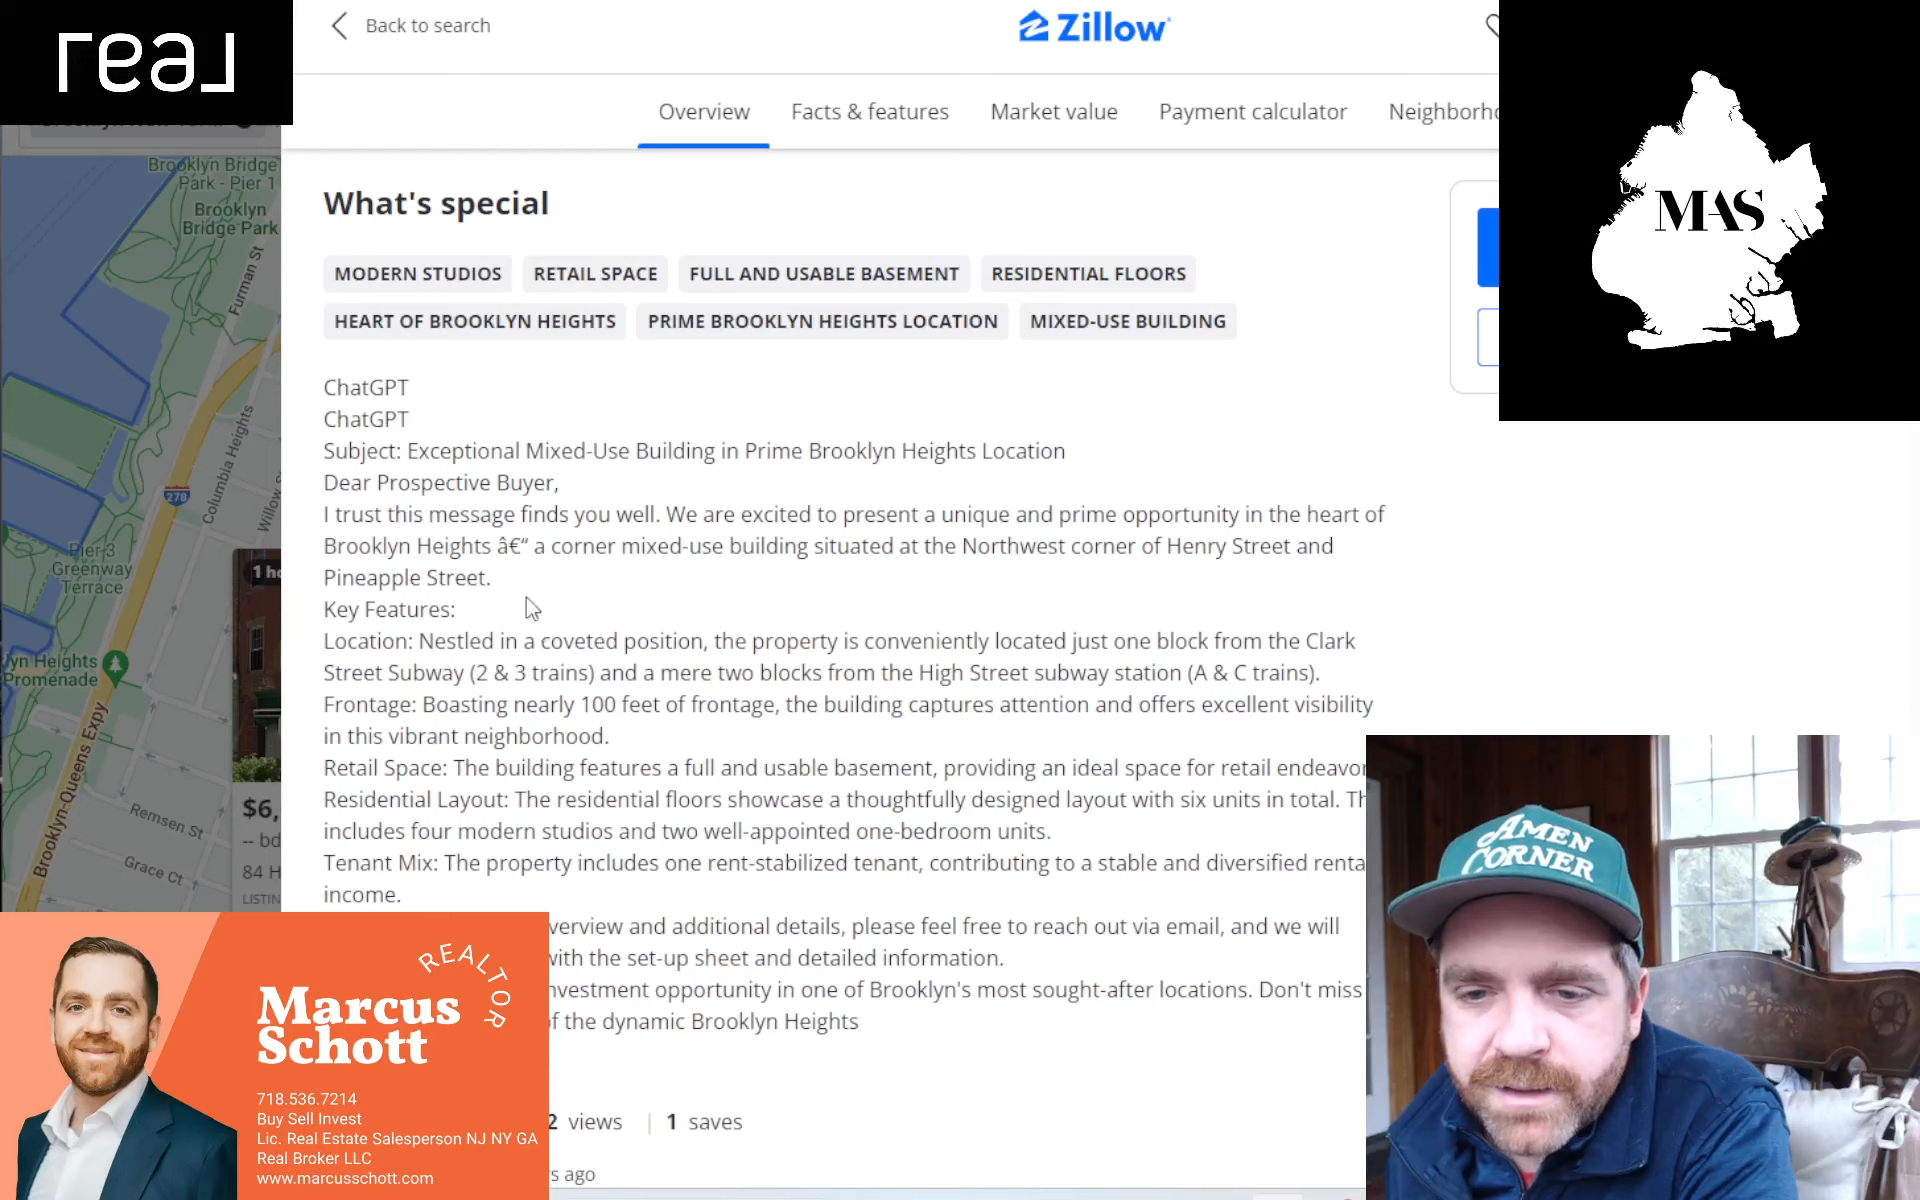 real
Back to search
Zillow
Overview
Facts & features
Market value
Payment calculator
Neighborho
What's special
MODERN STUDIOS
RETAIL SPACE
FULL AND USABLE BASEMENT
RESIDENTIAL FLOORS
HEART OF BROOKLYN HEIGHTS
PRIME BROOKLYN HEIGHTS LOCATION
MIXED-USE BUILDING
ChatGPT
ChatGPT
Subject: Exceptional Mixed-Use Building in Prime Brooklyn Heights Location
Dear Prospective Buyer,
I trust this message finds you well. We are excited to present a unique and prime opportunity in the heart of
Brooklyn Heights â€“ a corner mixed-use building situated at the Northwest corner of Henry Street and
Pineapple Street.
Key Features:
Location: Nestled in a coveted position, the property is conveniently located just one block from the Clark
Street Subway (2 & 3 trains) and a mere two blocks from the High Street subway station (A & C trains).
Frontage: Boasting nearly 100 feet of frontage, the building captures attention and offers excellent visibility
in this vibrant neighborhood.
Retail Space: The building features a full and usable basement, providing an ideal space for retail endeavor
Residential Layout: The residential floors showcase a thoughtfully designed layout with six units in total. Th
includes four modern studios and two well-appointed one-bedroom units.
Tenant Mix: The property includes one rent-stabilized tenant, contributing to a stable and diversified renta
income.
verview and additional details, please feel free to reach out via email, and we will
with the set-up sheet and detailed information.
nvestment opportunity in one of Brooklyn's most sought-after locations. Don't miss
f the dynamic Brooklyn Heights
2 views | 1 saves
s ago
MAS
Brooklyn Bridge
Park - Pier 1
Brooklyn
Bridge Park
Furman St
Columbia Heights
Willow
278
Pier 3
Greenway
Terrace
1 ho
yn Heights
Promenade
Brooklyn-Queens Expy
Remsen St
Grace Ct
$6,
-- bd
84 H
LISTIN
REALTOR
Marcus
Schott
718.536.7214
Buy Sell Invest
Lic. Real Estate Salesperson NJ NY GA
Real Broker LLC
www.marcusschott.com
AMEN
CORNER